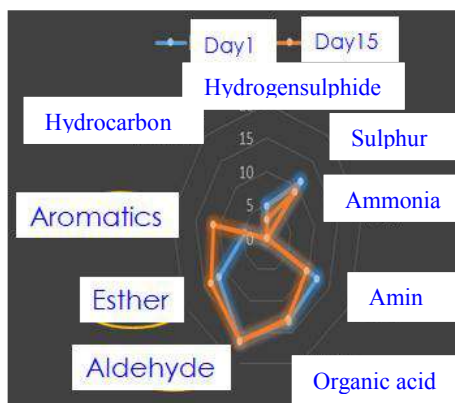 Day1 Day15
Hydrogensulphide
Hydrocarbon
Sulphur
15
10
Ammonia
Aromatics
5
0
Amin
Esther
Aldehyde
Organic acid